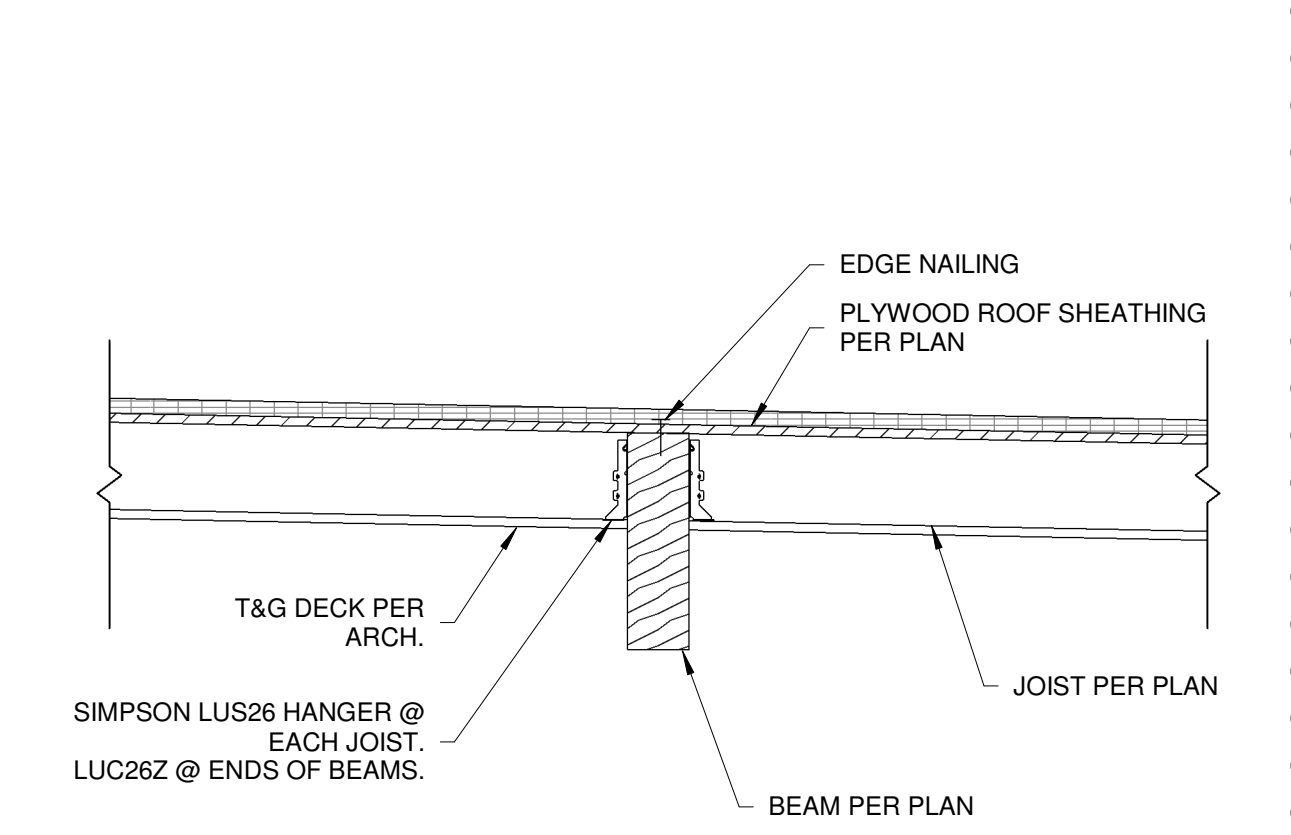 EDGE NAILING
PLYWOOD ROOF SHEATHING
PER PLAN
T&G DECK PER
ARCH.
JOIST PER PLAN
SIMPSON LUS26 HANGER @
EACH JOIST.
LUC26Z @ ENDS OF BEAMS.
BEAM PER PLAN